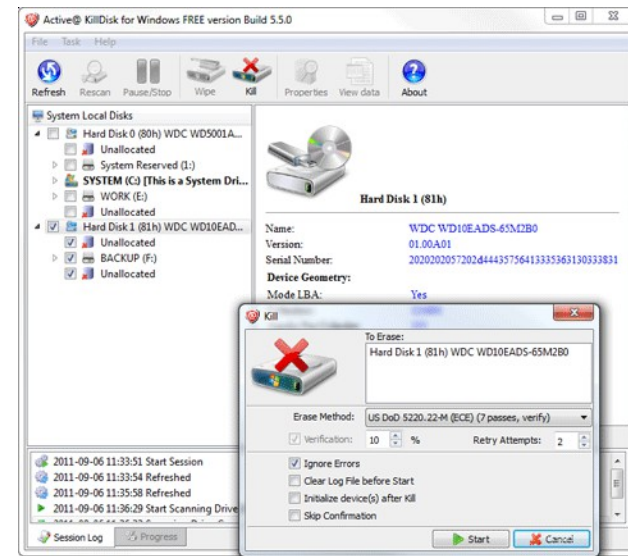 Active@ KillDisk for Windows FREE version Build 5.5.0
File Task Help
Refresh Rescan Pause/Stop Wipe Kill Properties View data About
System Local Disks
Hard Disk 0 (80h) WDC WD5001A...
Unallocated
System Reserved (1:)
SYSTEM (C:) [This is a System Dri...
WORK (E:)
Unallocated
Hard Disk 1 (81h) WDC WD10EAD...
Unallocated
BACKUP (F:)
Unallocated
Hard Disk 1 (81h)
Name: WDC WD10EADS-65M2B0
Version: 01.00A01
Serial Number: 2020202057202d44435756413335363130333831
Device Geometry:
Mode LBA: Yes
Kill
To Erase:
Hard Disk 1 (81h) WDC WD10EADS-65M2B0
Erase Method: US DoD 5220.22-M (ECE) (7 passes, verify)
Verification: 10 % Retry Attempts: 2
Ignore Errors
Clear Log File before Start
Initialize device(s) after Kill
Skip Confirmation
Start Cancel
2011-09-06 11:33:51 Start Session
2011-09-06 11:33:54 Refreshed
2011-09-06 11:35:58 Refreshed
2011-09-06 11:36:29 Start Scanning Drive
Session Log Progress